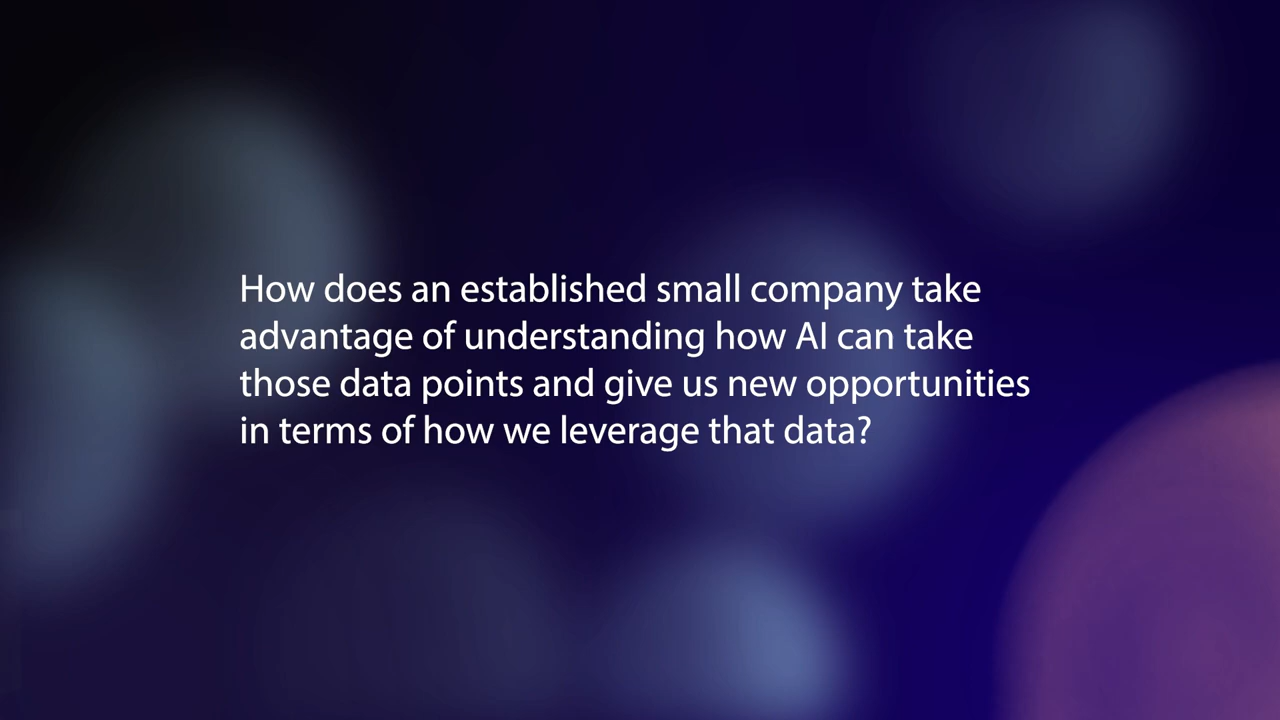 How does an established small company take
advantage of understanding how AI can take
those data points and give us new opportunities
in terms of how we leverage that data?